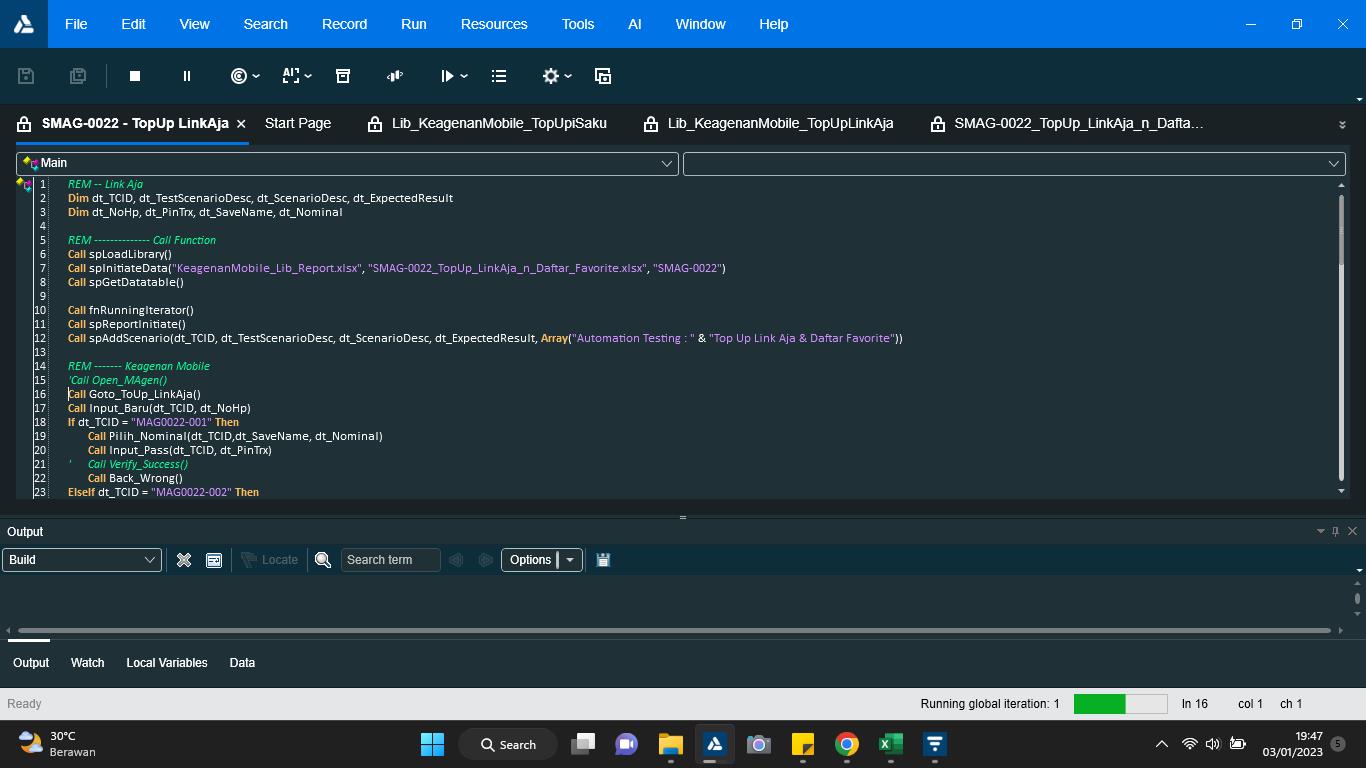 File Edit View Search Record Run Resources Tools AI Window Help
SMAG-0022 - TopUp LinkAja Start Page Lib_KeagenanMobile_TopUpiSaku Lib_KeagenanMobile_TopUpLinkAja SMAG-0022_TopUp_LinkAja_n_Dafta...
Main
1 REM -- Link Aja
2 Dim dt_TCID, dt_TestScenarioDesc, dt_ScenarioDesc, dt_ExpectedResult
3 Dim dt_NoHp, dt_PinTrx, dt_SaveName, dt_Nominal
4
5 REM -------------- Call Function
6 Call spLoadLibrary()
7 Call spInitiateData("KeagenanMobile_Lib_Report.xlsx", "SMAG-0022_TopUp_LinkAja_n_Daftar_Favorite.xlsx", "SMAG-0022")
8 Call spGetDatatable()
9
10 Call fnRunningIterator()
11 Call spReportInitiate()
12 Call spAddScenario(dt_TCID, dt_TestScenarioDesc, dt_ScenarioDesc, dt_ExpectedResult, Array("Automation Testing : " & "Top Up Link Aja & Daftar Favorite"))
13
14 REM ------- Keagenan Mobile
15 'Call Open_MAgen()
16 Call Goto_ToUp_LinkAja()
17 Call Input_Baru(dt_TCID, dt_NoHp)
18 If dt_TCID = "MAG0022-001" Then
19 Call Pilih_Nominal(dt_TCID,dt_SaveName, dt_Nominal)
20 Call Input_Pass(dt_TCID, dt_PinTrx)
21 ' Call Verify_Success()
22 Call Back_Wrong()
23 ElseIf dt_TCID = "MAG0022-002" Then
Output
Build Locate Search term Options
Output Watch Local Variables Data
Ready Running global iteration: 1 ln 16 col 1 ch 1
30°C
Berawan
Search
19:47
03/01/2023
5